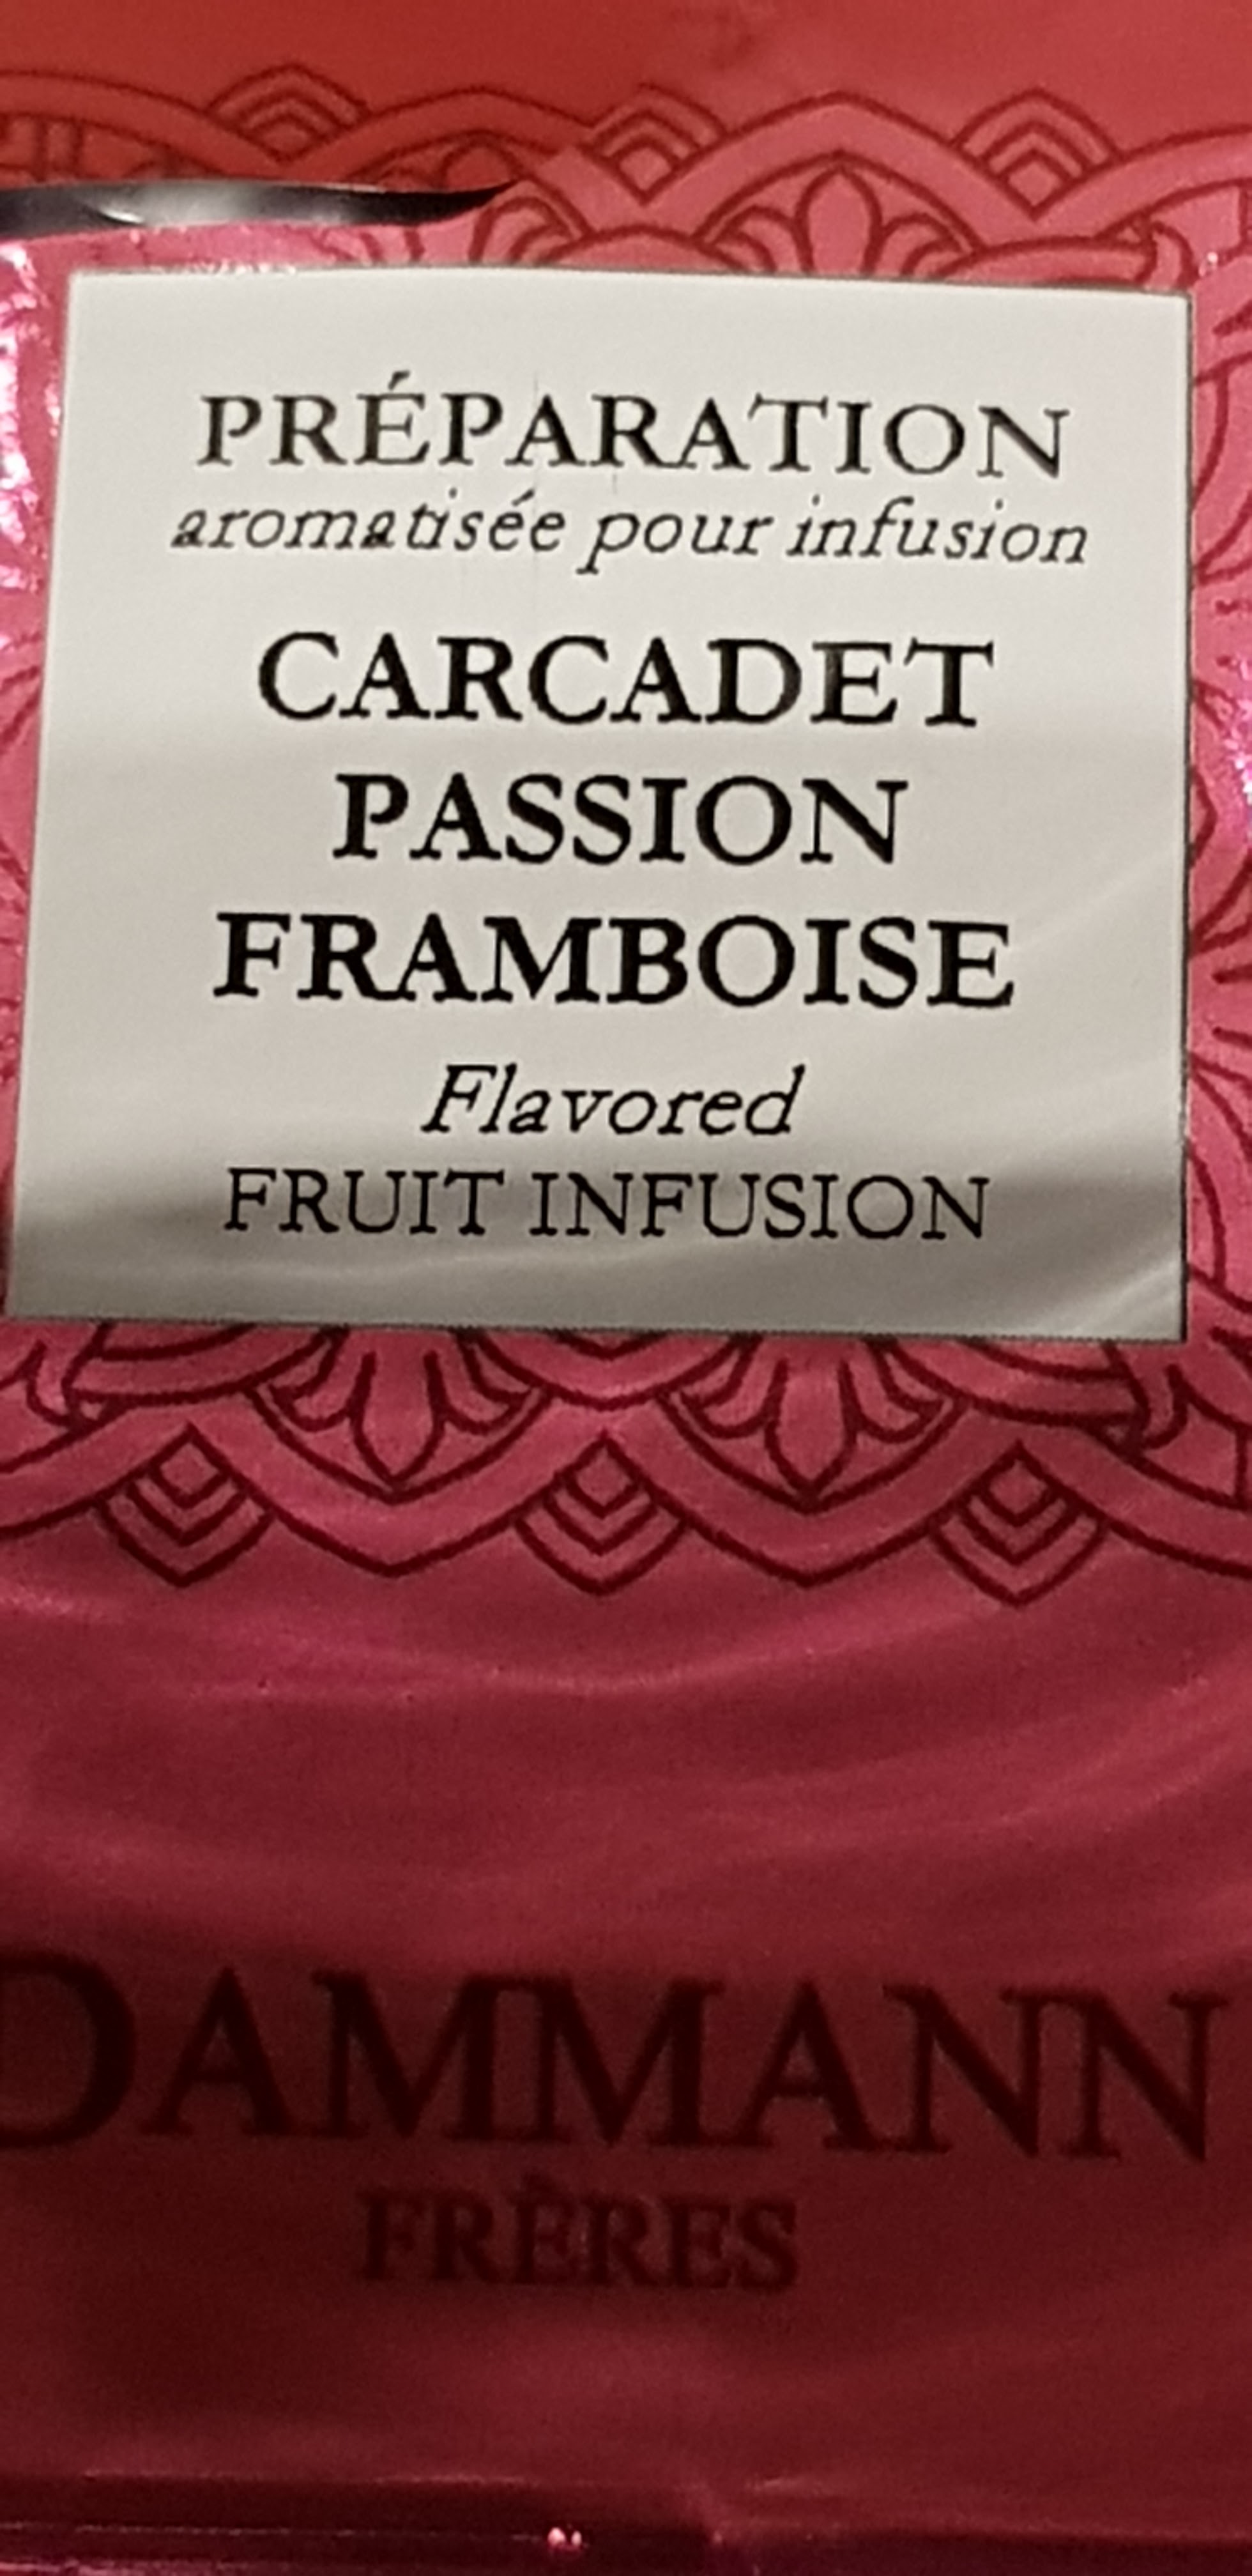 PRÉPARATION
aromatisée pour infusion
CARCADET
PASSION
FRAMBOISE
Flavored
FRUIT INFUSION
DAMMANN
FRÈRES